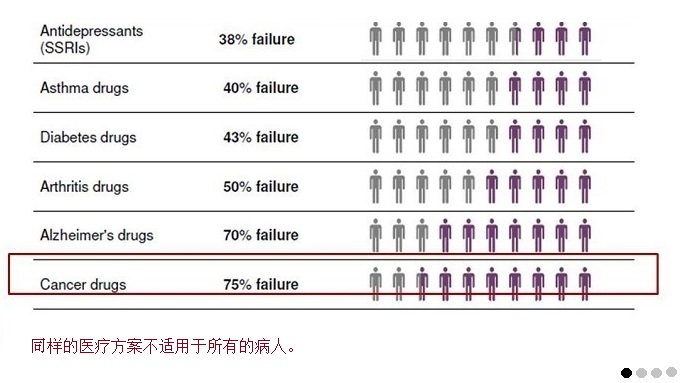 Antidepressants 38% failure
(SSRIs)
Asthma drugs 40% failure
Diabetes drugs 43% failure
Arthritis drugs 50% failure
Alzheimer's drugs 70% failure
Cancer drugs 75% failure
同样的医疗方案不适用于所有的病人。